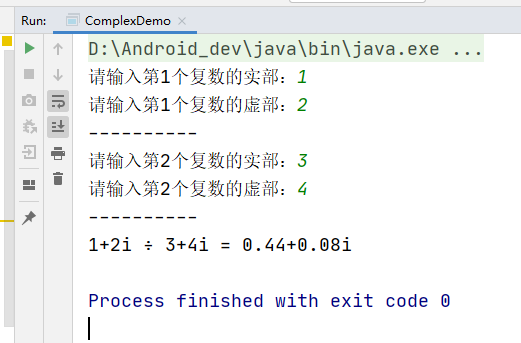 Run: ComplexDemo ×
D:\Android_dev\java\bin\java.exe ...
请输入第1个复数的实部：1
请输入第1个复数的虚部：2
----------
请输入第2个复数的实部：3
请输入第2个复数的虚部：4
----------
1+2i ÷ 3+4i = 0.44+0.08i
Process finished with exit code 0